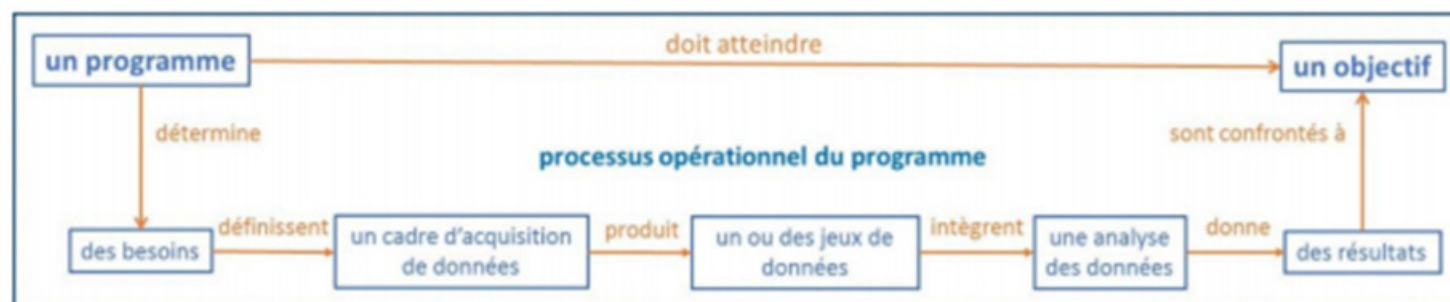 doit atteindre
un programme
un objectif
détermine
sont confrontés à
processus opérationnel du programme
définissent
produit
intègrent
donne
des besoins
un cadre d'acquisition
de données
un ou des jeux de
données
une analyse
des données
des résultats